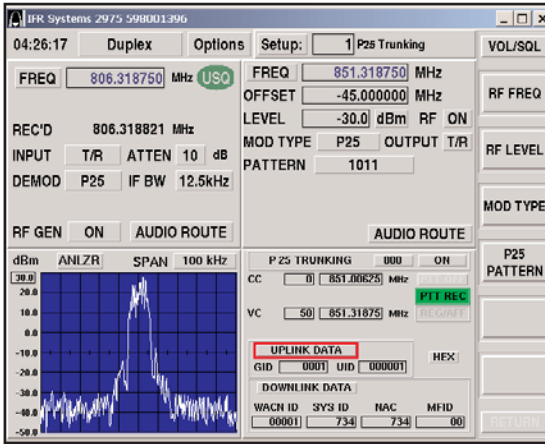 IFR Systems 2975 598001396
04:26:17 Duplex Options Setup: 1 P25 Trunking VOL/SQL
FREQ 806.318750 MHz USQ
REC'D 806.318821 MHz
INPUT T/R ATTEN 10 dB
DEMOD P25 IF BW 12.5kHz
RF GEN ON AUDIO ROUTE
FREQ 851.318750 MHz
OFFSET -45.000000 MHz
LEVEL -30.0 dBm RF ON
MOD TYPE P25 OUTPUT T/R
PATTERN 1011
AUDIO ROUTE
RF FREQ
RF LEVEL
MOD TYPE
P25
PATTERN
dBm ANLZR SPAN 100 kHz
30.0
20.0
10.0
0.0
-10.0
-20.0
-30.0
-40.0
-50.0
P25 TRUNKING 000 ON
CC 0 851.00625 MHz
PTT REC
VC 50 851.31875 MHz REG/AFF
UPLINK DATA
HEX
GID 0001 UID 000001
DOWNLINK DATA
WACN ID SYS ID NAC MFID
00001 734 734 00
RETURN